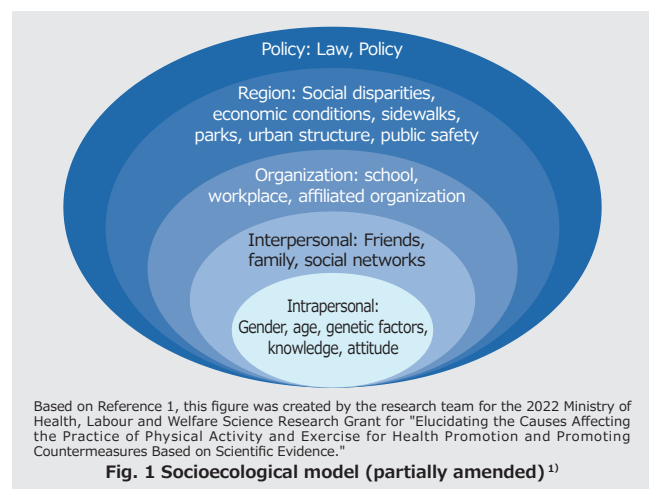 Policy: Law, Policy
Region: Social disparities,
economic conditions, sidewalks,
parks, urban structure, public safety
Organization: school,
workplace, affiliated organization
Interpersonal: Friends,
family, social networks
Intrapersonal:
Gender, age, genetic factors,
knowledge, attitude
Based on Reference 1, this figure was created by the research team for the 2022 Ministry of
Health, Labour and Welfare Science Research Grant for "Elucidating the Causes Affecting
the Practice of Physical Activity and Exercise for Health Promotion and Promoting
Countermeasures Based on Scientific Evidence."
Fig. 1 Socioecological model (partially amended) 1)